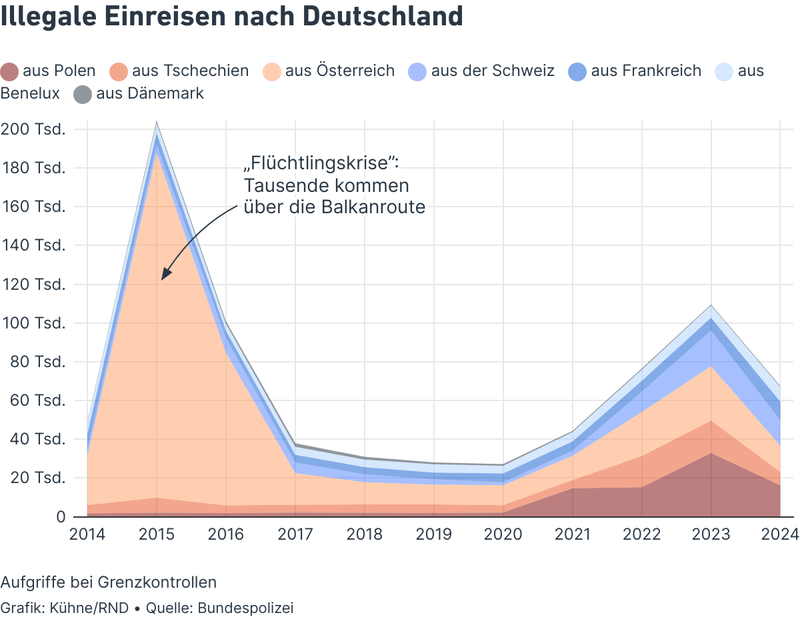 Illegale Einreisen nach Deutschland
aus Polen aus Tschechien aus Österreich aus der Schweiz aus Frankreich aus
Benelux aus Dänemark
200 Tsd.
180 Tsd.
160 Tsd.
140 Tsd.
120 Tsd.
100 Tsd.
80 Tsd.
60 Tsd.
40 Tsd.
20 Tsd.
0
„Flüchtlingskrise”:
Tausende kommen
über die Balkanroute
2014 2015 2016 2017 2018 2019 2020 2021 2022 2023 2024
Aufgriffe bei Grenzkontrollen
Grafik: Kühne/RND • Quelle: Bundespolizei